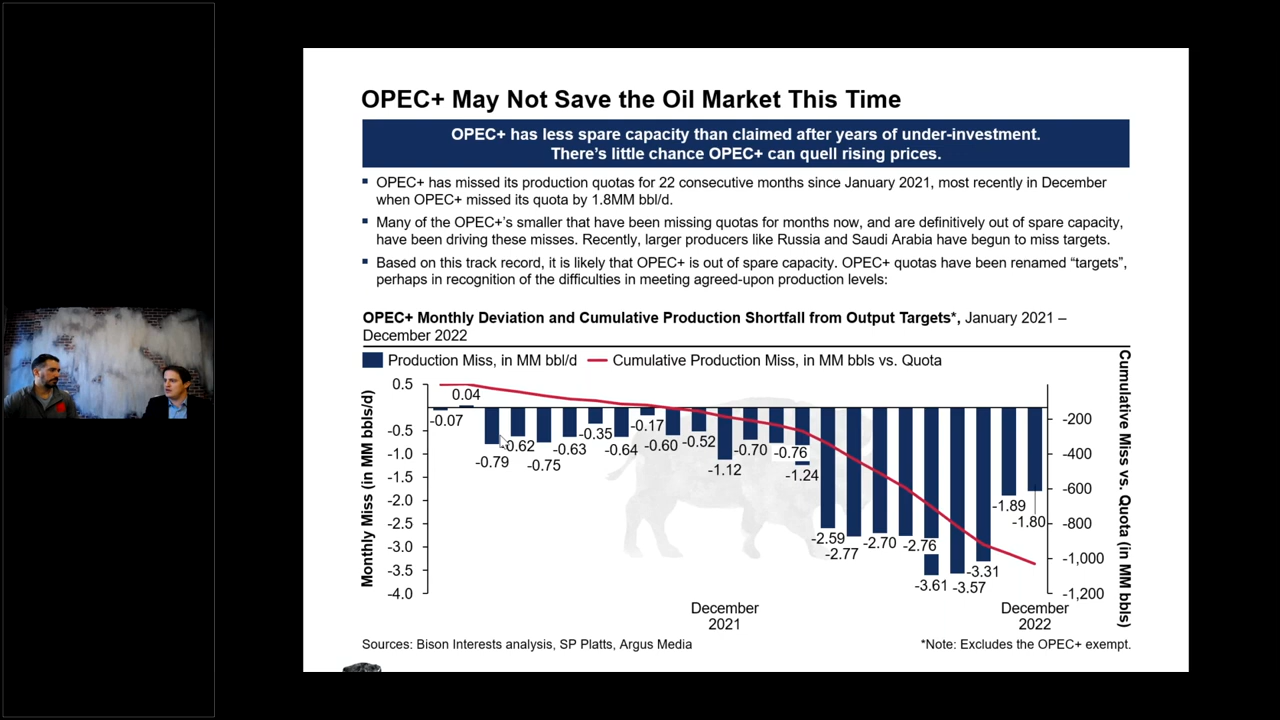 OPEC+ May Not Save the Oil Market This Time
OPEC+ has less spare capacity than claimed after years of under-investment.
There's little chance OPEC+ can quell rising prices.
OPEC+ has missed its production quotas for 22 consecutive months since January 2021, most recently in December
when OPEC+ missed its quota by 1.8MM bbl/d.
Many of the OPEC+'s smaller that have been missing quotas for months now, and are definitively out of spare capacity,
have been driving these misses. Recently, larger producers like Russia and Saudi Arabia have begun to miss targets.
Based on this track record, it is likely that OPEC+ is out of spare capacity. OPEC+ quotas have been renamed “targets”,
perhaps in recognition of the difficulties in meeting agreed-upon production levels:
OPEC+ Monthly Deviation and Cumulative Production Shortfall from Output Targets*, January 2021 –
December 2022
Production Miss, in MM bbl/d
Cumulative Production Miss, in MM bbls vs. Quota
Monthly Miss (in MM bbls/d)
0.5
-0.5
-1.0
-1.5
-2.0
-2.5
-3.0
-3.5
-4.0
-0.07
0.04
-0.79
-0.62
-0.75
-0.63
-0.35
-0.64
-0.17
-0.60
-0.52
-1.12
-0.70
-0.76
-1.24
-2.59
-2.77
-2.70
-2.76
-3.61
-3.57
-3.31
-1.89
-1.80
-200
-400
-600
-800
-1,000
-1,200
Cumulative Miss vs. Quota (in MM bbls)
December
2021
December
2022
Sources: Bison Interests analysis, SP Platts, Argus Media
*Note: Excludes the OPEC+ exempt.